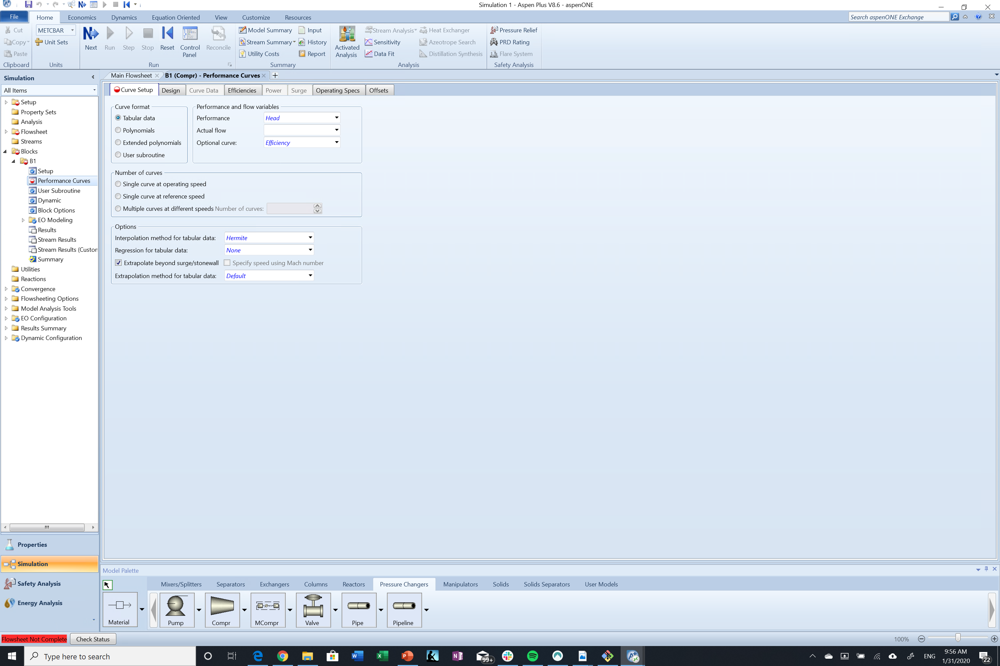 Simulation 1 - Aspen Plus V8.6 - aspenONE
File Home Economics Dynamics Equation Oriented View Customize Resources Search aspenONE Exchange
Cut METCBAR Model Summary Input Stream Analysis Heat Exchanger Pressure Relief
Copy Unit Sets Stream Summary History Sensitivity Azeotrope Search PRD Rating
Next Run Step Stop Reset Control Panel Reconcile Activated Analysis
Paste Utility Costs Report Data Fit Distillation Synthesis Flare System
Clipboard Units Run Summary Analysis Safety Analysis
Simulation
All Items
Main Flowsheet B1 (Compr) - Performance Curves
Curve Setup Design Curve Data Efficiencies Power Surge Operating Specs Offsets
Setup
Property Sets
Analysis
Flowsheet
Streams
Blocks
B1
Setup
Performance Curves
User Subroutine
Dynamic
Block Options
EO Modeling
Results
Stream Results
Stream Results (Custor
Summary
Utilities
Reactions
Convergence
Flowsheeting Options
Model Analysis Tools
EO Configuration
Results Summary
Dynamic Configuration
Curve format
Tabular data
Polynomials
Extended polynomials
User subroutine
Performance and flow variables
Performance Head
Actual flow
Optional curve: Efficiency
Number of curves
Single curve at operating speed
Single curve at reference speed
Multiple curves at different speeds Number of curves:
Options
Interpolation method for tabular data: Hermite
Regression for tabular data: None
Extrapolate beyond surge/stonewall Specify speed using Mach number
Extrapolation method for tabular data: Default
Properties
Simulation
Safety Analysis
Energy Analysis
Model Palette
Mixers/Splitters Separators Exchangers Columns Reactors Pressure Changers Manipulators Solids Solids Separators User Models
Material Pump Compr MCompr Valve Pipe Pipeline
Flowsheet Not Complete Check Status 100%
Type here to search 99+ ENG 9:56 AM
1/31/2020 22